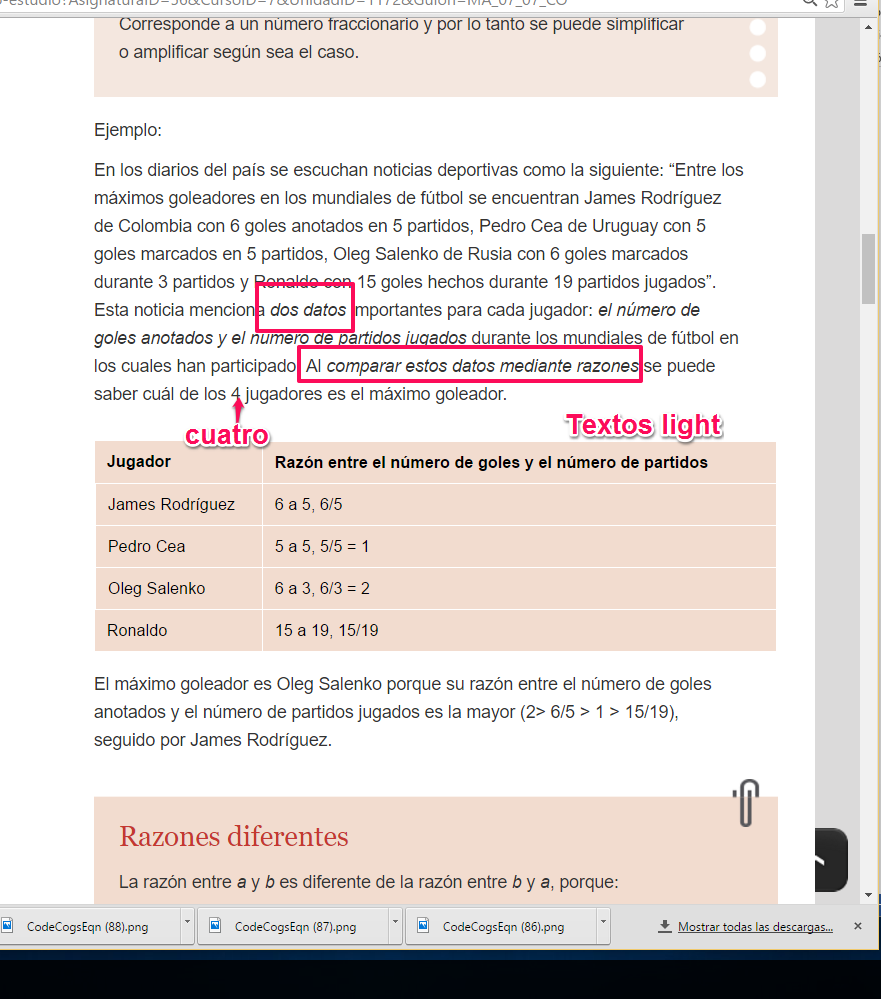 o-estudio?AsignaturaID=56&CursoID=7&UnidadID=1172&Guion=MA_07_07_CO
Corresponde a un número fraccionario y por lo tanto se puede simplificar
o amplificar según sea el caso.
Ejemplo:
En los diarios del país se escuchan noticias deportivas como la siguiente: “Entre los
máximos goleadores en los mundiales de fútbol se encuentran James Rodríguez
de Colombia con 6 goles anotados en 5 partidos, Pedro Cea de Uruguay con 5
goles marcados en 5 partidos, Oleg Salenko de Rusia con 6 goles marcados
durante 3 partidos y Ronaldo con 15 goles hechos durante 19 partidos jugados”.
Esta noticia menciona dos datos importantes para cada jugador: el número de
goles anotados y el número de partidos jugados durante los mundiales de fútbol en
los cuales han participado. Al comparar estos datos mediante razones se puede
saber cuál de los 4 jugadores es el máximo goleador.
cuatro
Textos light
Jugador Razón entre el número de goles y el número de partidos
James Rodríguez 6 a 5, 6/5
Pedro Cea 5 a 5, 5/5 = 1
Oleg Salenko 6 a 3, 6/3 = 2
Ronaldo 15 a 19, 15/19
El máximo goleador es Oleg Salenko porque su razón entre el número de goles
anotados y el número de partidos jugados es la mayor (2> 6/5 > 1 > 15/19),
seguido por James Rodríguez.
Razones diferentes
La razón entre a y b es diferente de la razón entre b y a, porque:
CodeCogsEqn (88).png CodeCogsEqn (87).png CodeCogsEqn (86).png Mostrar todas las descargas...